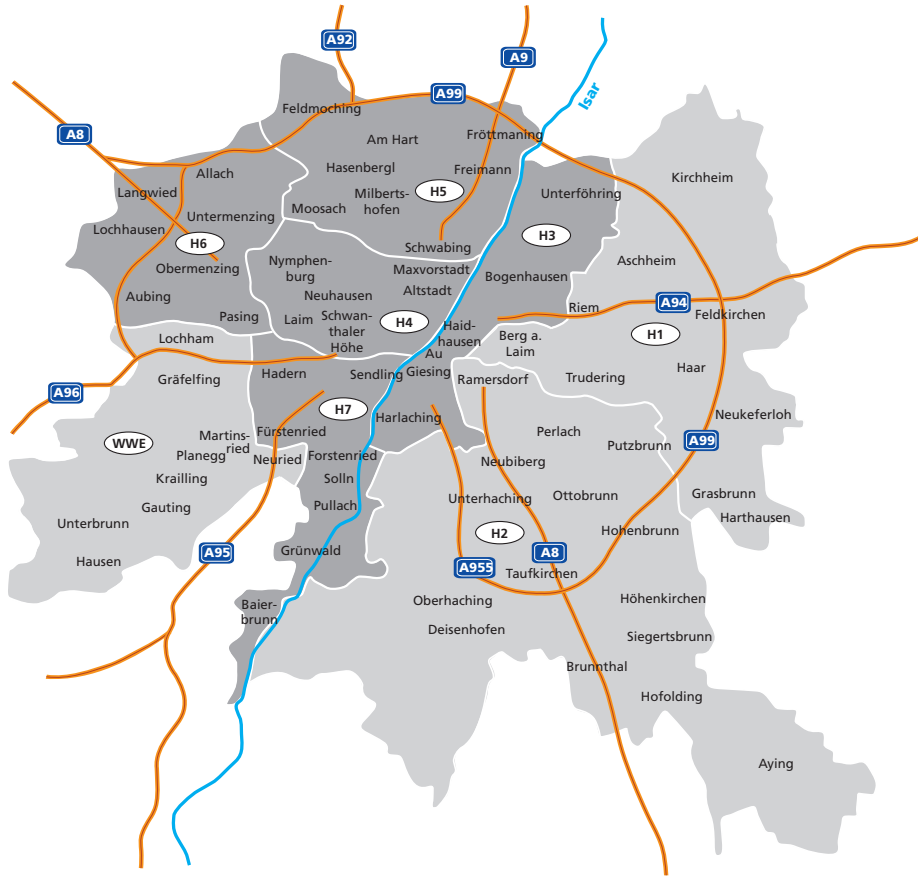 A92
A9
Isar
A99
Feldmoching
A8
Am Hart
Fröttmaning
Hasenbergl
Freimann
Allach
Kirchheim
Langwied
Milberts-
hofen
H5
Unterföhring
Moosach
Untermenzing
Lochhausen
H6
H3
Schwabing
Obermenzing
Nymphen-
burg
Maxvorstadt
Aschheim
Bogenhausen
Neuhausen
Altstadt
Aubing
A94
Riem
Feldkirchen
Pasing
Laim
Schwan-
thaler
Höhe
H4
Haid-
hausen
H1
Lochham
Berg a.
Laim
Au
Giesing
Hadern
Sendling
Ramersdorf
Trudering
Haar
Gräfelfing
A96
H7
Harlaching
Neukeferloh
Fürstenried
Perlach
Martins-
ried
WWE
Putzbrunn
A99
Planegg
Neuried
Forstenried
Neubiberg
Krailling
Solln
Unterhaching
Ottobrunn
Grasbrunn
Gauting
Pullach
Harthausen
Unterbrunn
H2
Hohenbrunn
Grünwald
A95
A8
Hausen
A955
Taufkirchen
Baier-
brunn
Oberhaching
Höhenkirchen
Deisenhofen
Siegertsbrunn
Brunnthal
Hofolding
Aying